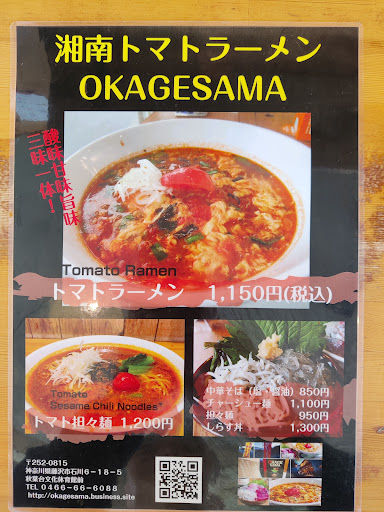 湘南トマトラーメン
OKAGESAMA
酸味甘味旨味
三味一体！
Tomato Ramen
トマトラーメン 1,150円(税込)
Tomato
Sesame Chili Noodles"
トマト担々麺 1,200円
中華そば（塩・醤油）850円
チャーシュー麺 1,100円
担々麺 950円
しらす丼 1,300円
〒252-0815
神奈川県藤沢市石川6-18-5
秋葉台文化体育館前
TEL 0466-66-6088
http://okagesama.business.site